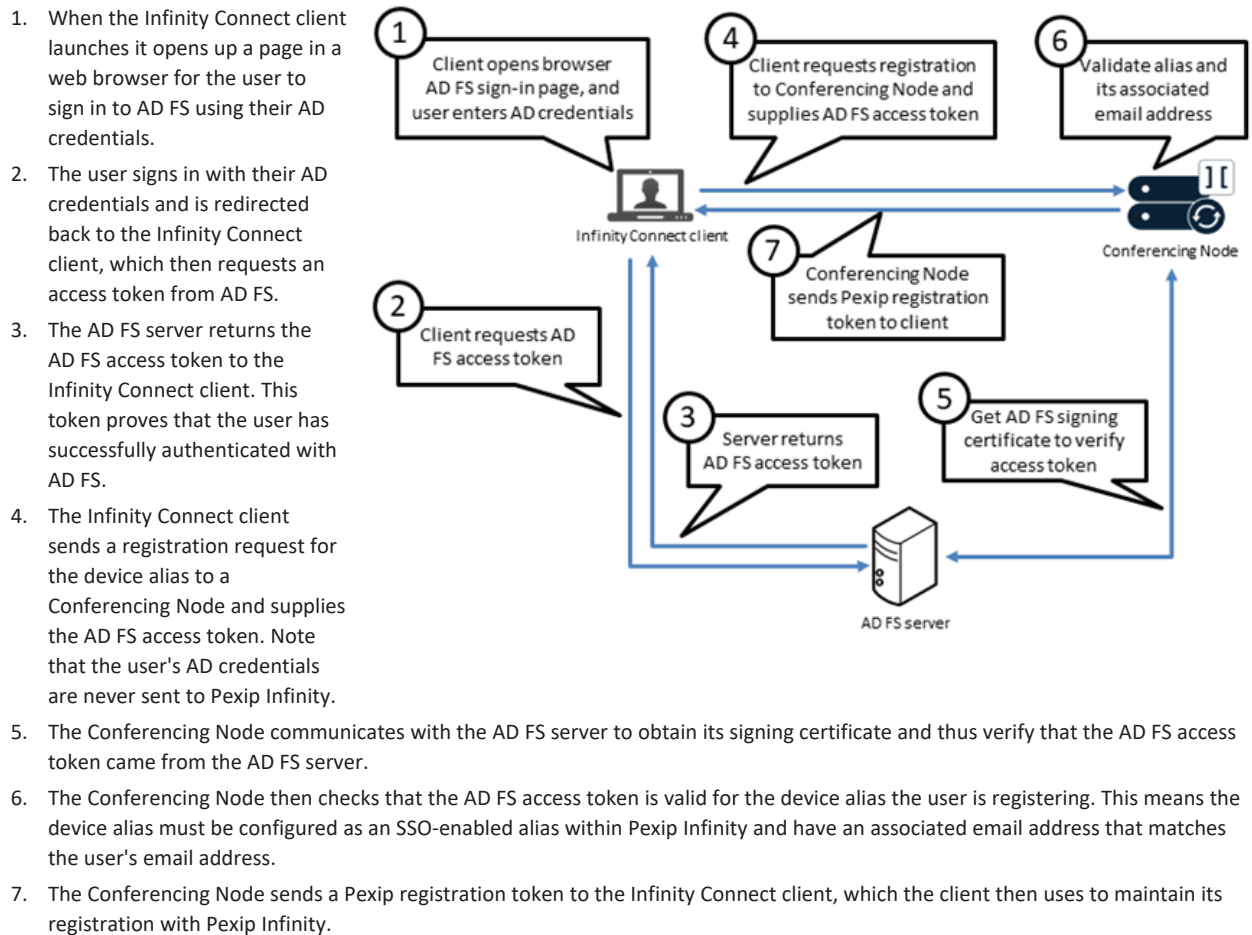 1. When the Infinity Connect client
launches it opens up a page in a
web browser for the user to
sign in to AD FS using their AD
credentials.
2. The user signs in with their AD
credentials and is redirected
back to the Infinity Connect
client, which then requests an
access token from AD FS.
3. The AD FS server returns the
AD FS access token to the
Infinity Connect client. This
token proves that the user has
successfully authenticated with
AD FS.
4. The Infinity Connect client
sends a registration request for
the device alias to a
Conferencing Node and supplies
the AD FS access token. Note
that the user's AD credentials
are never sent to Pexip Infinity.
1
Client opens browser
AD FS sign-in page, and
user enters AD credentials
4
Client requests registration
to Conferencing Node and
supplies AD FS access token
6
Validate alias and
its associated
email address
Infinity Connect client
][
Conferencing Node
7
Conferencing Node
sends Pexip registration
token to client
2
Client requests AD
FS access token
3
Server returns
AD FS access token
5
Get AD FS signing
certificate to verify
access token
AD FS server
5. The Conferencing Node communicates with the AD FS server to obtain its signing certificate and thus verify that the AD FS access
token came from the AD FS server.
6. The Conferencing Node then checks that the AD FS access token is valid for the device alias the user is registering. This means the
device alias must be configured as an SSO-enabled alias within Pexip Infinity and have an associated email address that matches
the user's email address.
7. The Conferencing Node sends a Pexip registration token to the Infinity Connect client, which the client then uses to maintain its
registration with Pexip Infinity.